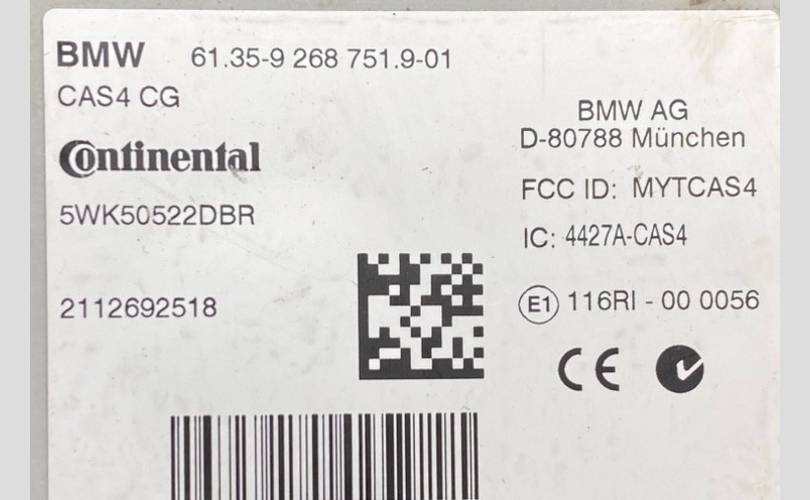 BMW 61.35-9 268 751.9-01
CAS4 CG
Continental
5WK50522DBR
2112692518
BMW AG
D-80788 München
FCC ID: MYTCAS4
IC: 4427A-CAS4
E1 116RI - 00 0056
CE